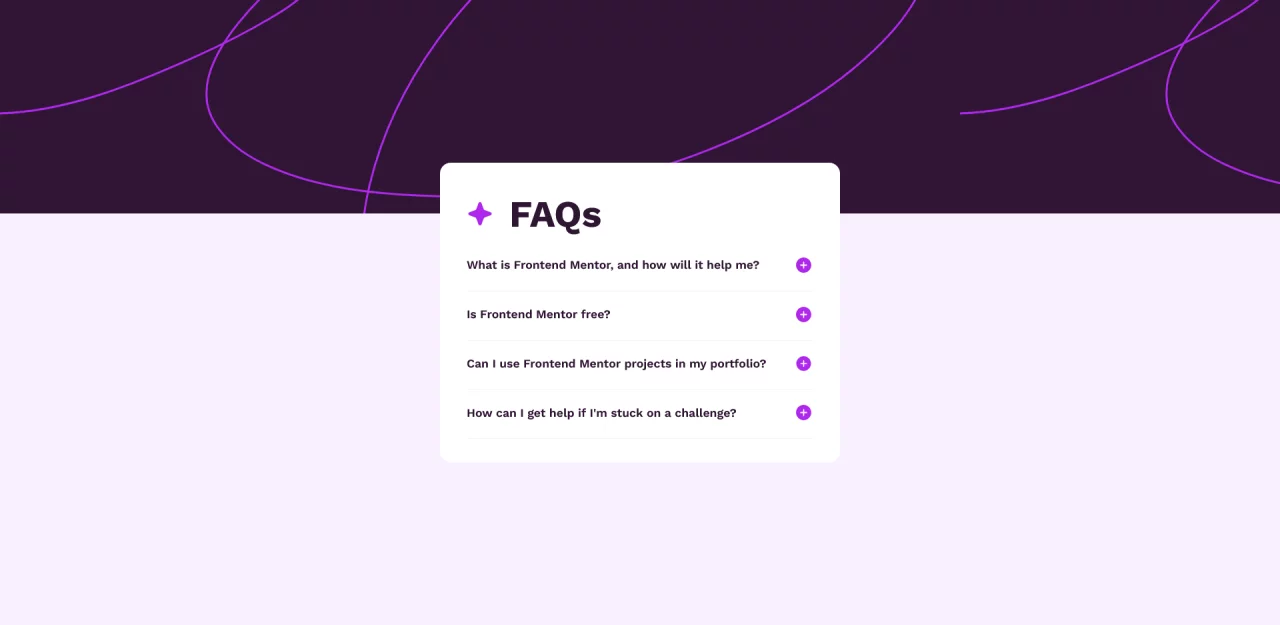 FAQs
What is Frontend Mentor, and how will it help me?
Is Frontend Mentor free?
Can I use Frontend Mentor projects in my portfolio?
How can I get help if I'm stuck on a challenge?